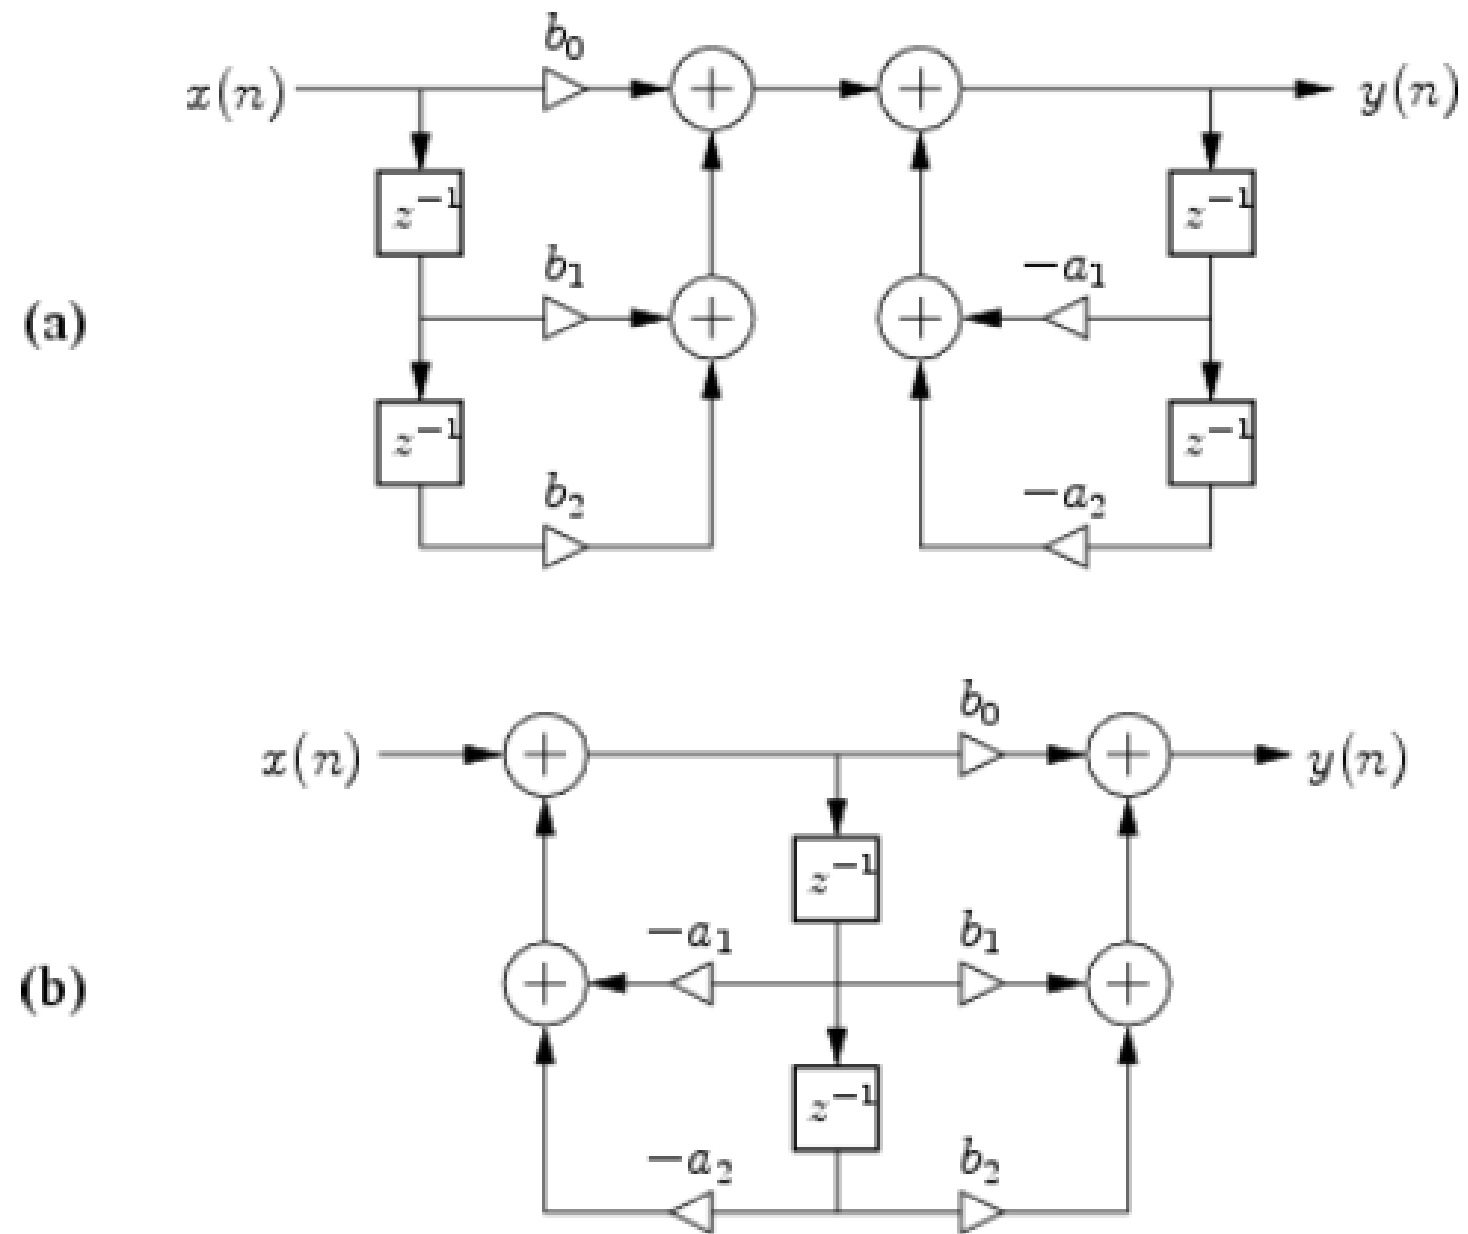 b₀
x(n) + + y(n)
z⁻¹ z⁻¹
b₁ −a₁
(a) + +
z⁻¹ z⁻¹
b₂ −a₂
b₀
x(n) + + y(n)
z⁻¹
−a₁ b₁
(b) + +
z⁻¹
−a₂ b₂